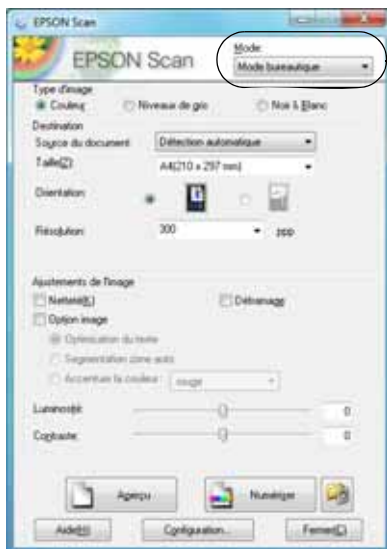 EPSON Scan
EPSON Scan
Mode:
Mode bureautique
Type d'image
Couleur Niveaux de gris Noir & Blanc
Destination
Source du document Détection automatique
Taille(Z): A4(210 x 297 mm)
Orientation:
Résolution: 300 ppp
Ajustements de l'image
Netteté(K) Détramage
Option image
Optimisation du texte
Segmentation zone auto
Accentuer la couleur rouge
Luminosité: 0
Contraste: 0
Aperçu Numériser
Aide(H) Configuration... Fermer(C)